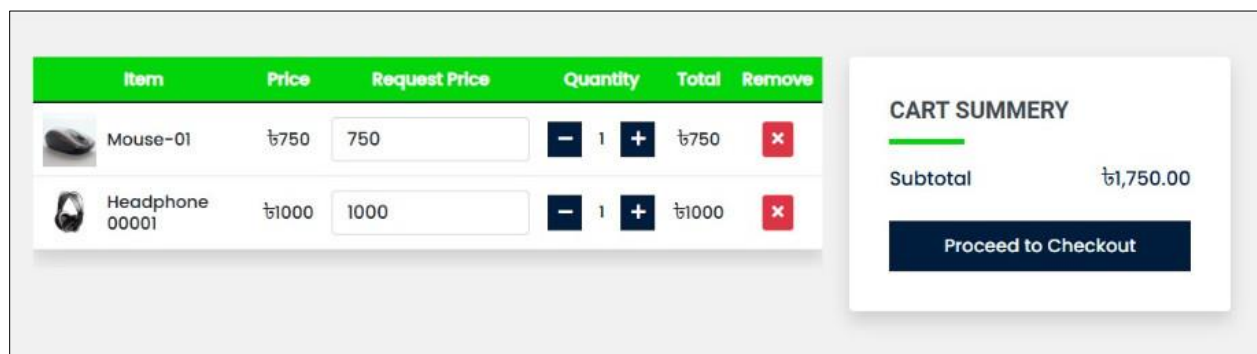 Item Price Request Price Quantity Total Remove
Mouse-01 ৳750 750 1 ৳750
Headphone
00001 ৳1000 1000 1 ৳1000
CART SUMMERY
Subtotal ৳1,750.00
Proceed to Checkout